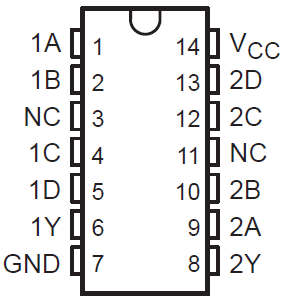 1A 1 14 VCC
1B 2 13 2D
NC 3 12 2C
1C 4 11 NC
1D 5 10 2B
1Y 6 9 2A
GND 7 8 2Y